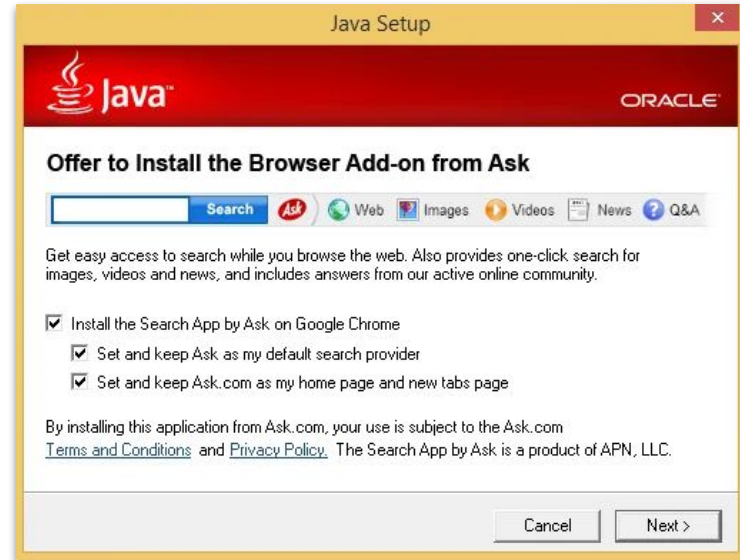 Java Setup
Java™
ORACLE
Offer to Install the Browser Add-on from Ask
Search Ask Web Images Videos News Q&A
Get easy access to search while you browse the web. Also provides one-click search for
images, videos and news, and includes answers from our active online community.
Install the Search App by Ask on Google Chrome
Set and keep Ask as my default search provider
Set and keep Ask.com as my home page and new tabs page
By installing this application from Ask.com, your use is subject to the Ask.com
Terms and Conditions and Privacy Policy. The Search App by Ask is a product of APN, LLC.
Cancel Next >